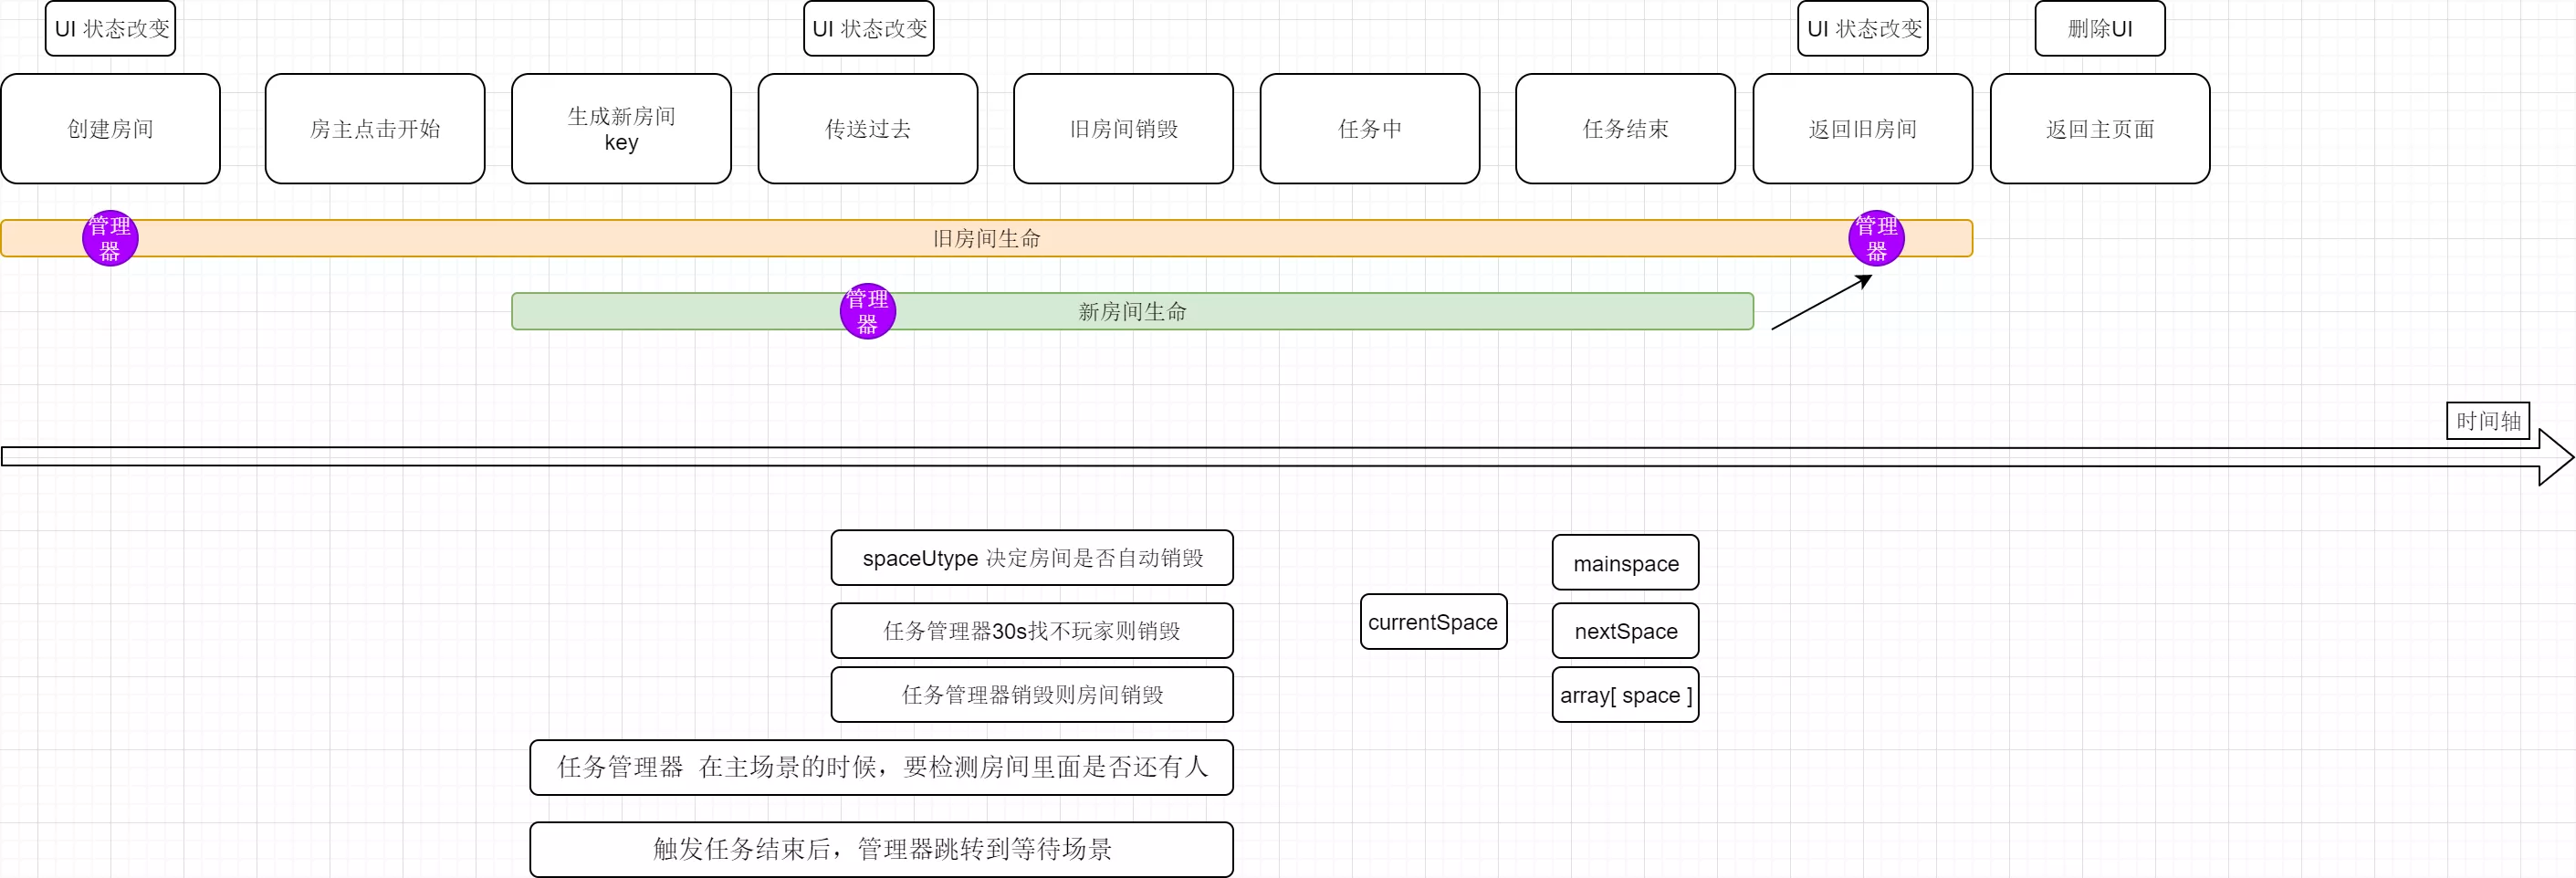 UI 状态改变
UI 状态改变
UI 状态改变
删除UI
创建房间
房主点击开始
生成新房间
key
传送过去
旧房间销毁
任务中
任务结束
返回旧房间
返回主页面
管理
器
旧房间生命
管理
器
管理
器
新房间生命
时间轴
spaceUtype 决定房间是否自动销毁
任务管理器30s找不玩家则销毁
任务管理器销毁则房间销毁
currentSpace
mainspace
nextSpace
array[ space ]
任务管理器 在主场景的时候，要检测房间里面是否还有人
触发任务结束后，管理器跳转到等待场景